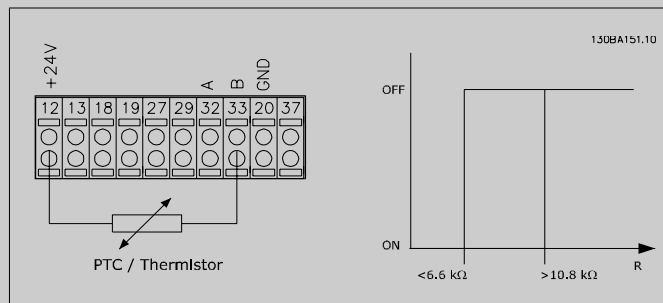 130BA151.10
+24V
A
B
GND
12 13 18 19 27 29 32 33 20 37
PTC / Thermistor
OFF
ON
R
<6.6 kΩ
>10.8 kΩ